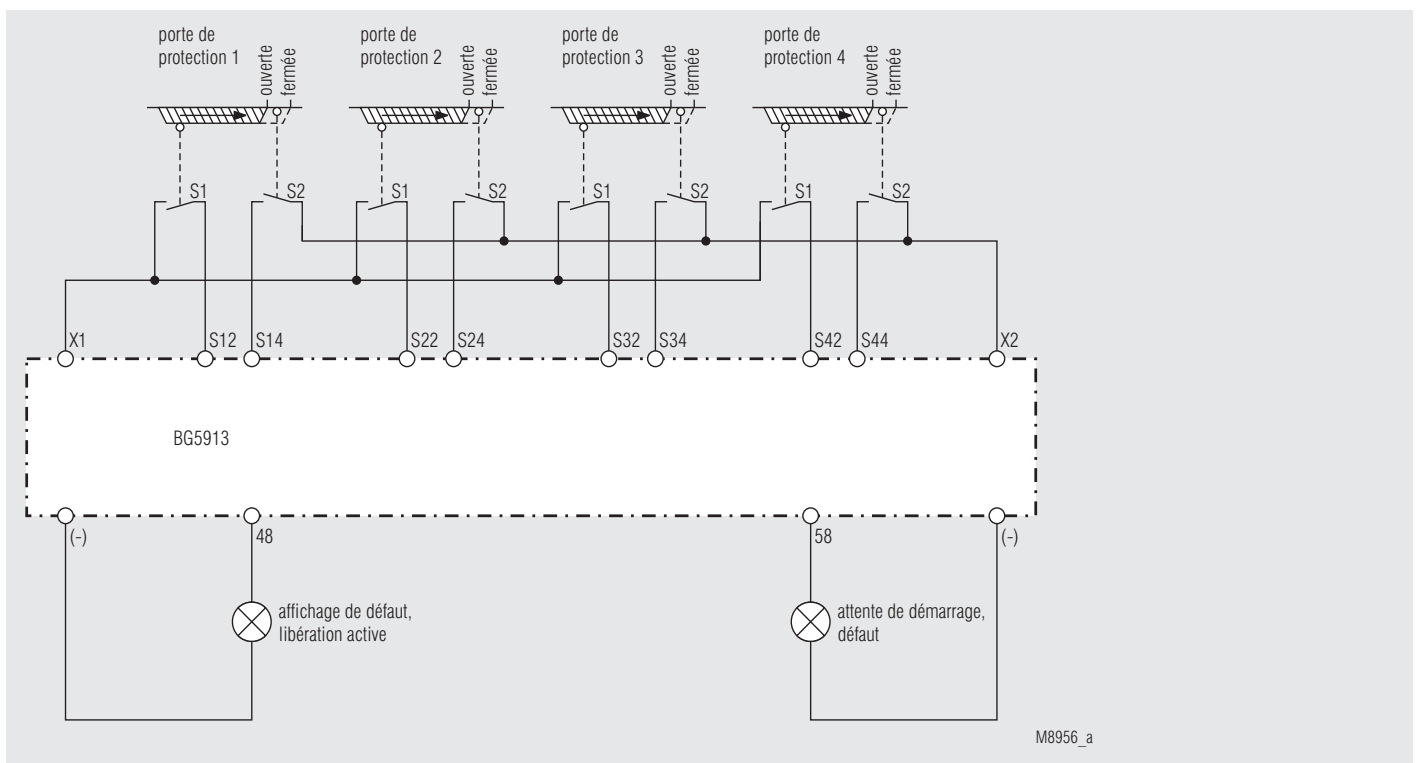 porte de
protection 1
ouverte
fermée
porte de
protection 2
ouverte
fermée
porte de
protection 3
ouverte
fermée
porte de
protection 4
ouverte
fermée
S1
S2
S1
S2
S1
S2
S1
S2
X1
S12
S14
S22
S24
S32
S34
S42
S44
X2
BG5913
(-)
48
58
(-)
affichage de défaut,
libération active
attente de démarrage,
défaut
M8956_a